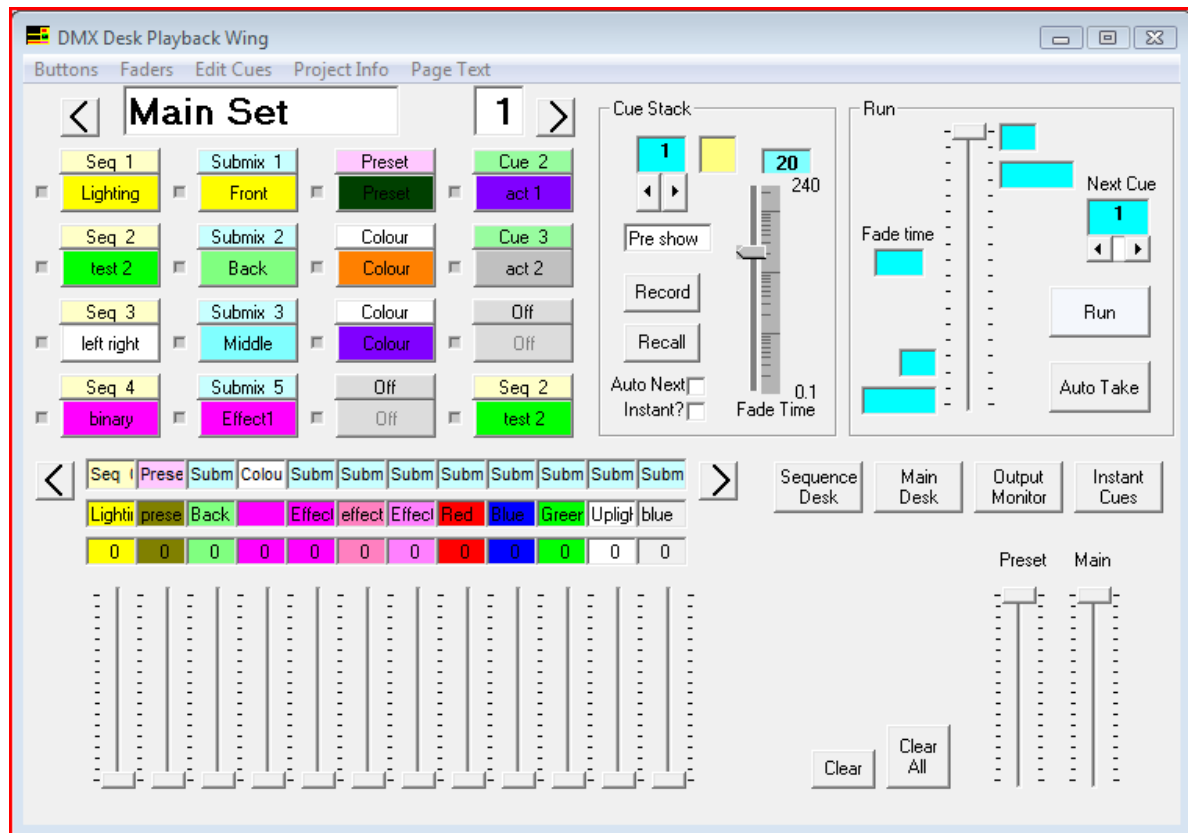 DMX Desk Playback Wing
Buttons Faders Edit Cues Project Info Page Text
Main Set 1
Seq 1 Submix 1 Preset Cue 2
Lighting Front Preset act 1
Seq 2 Submix 2 Colour Cue 3
test 2 Back Colour act 2
Seq 3 Submix 3 Colour Off
left right Middle Colour Off
Seq 4 Submix 5 Off Seq 2
binary Effect1 Off test 2
Cue Stack
1 20
240
Pre show
Record
Recall
Auto Next
Instant?
0.1
Fade Time
Run
Next Cue
1
Fade time
Run
Auto Take
Seq Prese Subm Colou Subm Subm Subm Subm Subm Subm Subm Subm
Lightii prese Back Effect effect Effect Red Blue Greer Upligh blue
0 0 0 0 0 0 0 0 0 0 0 0
Sequence Desk
Main Desk
Output Monitor
Instant Cues
Preset Main
Clear
Clear All